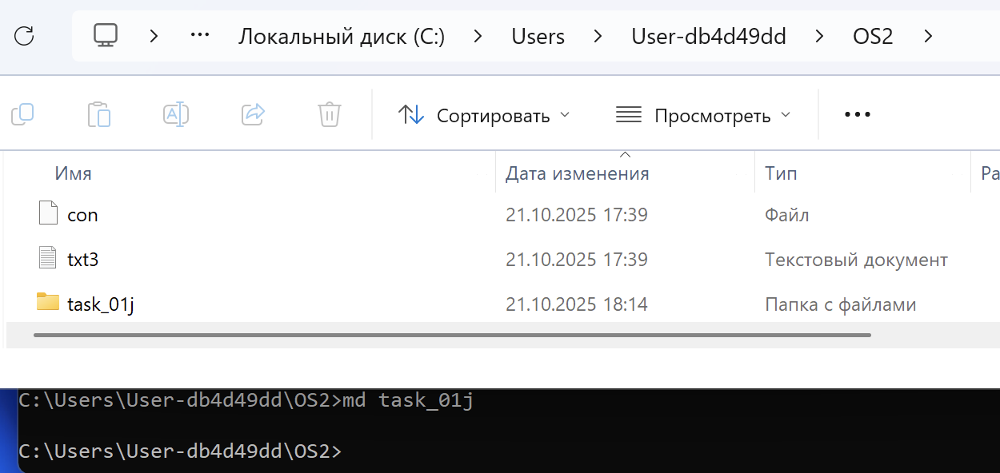 Локальный диск (C:) > Users > User-db4d49dd > OS2 >
Сортировать Просмотреть
Имя Дата изменения Тип Ра
con 21.10.2025 17:39 Файл
txt3 21.10.2025 17:39 Текстовый документ
task_01j 21.10.2025 18:14 Папка с файлами
C:\Users\User-db4d49dd\OS2>md task_01j
C:\Users\User-db4d49dd\OS2>